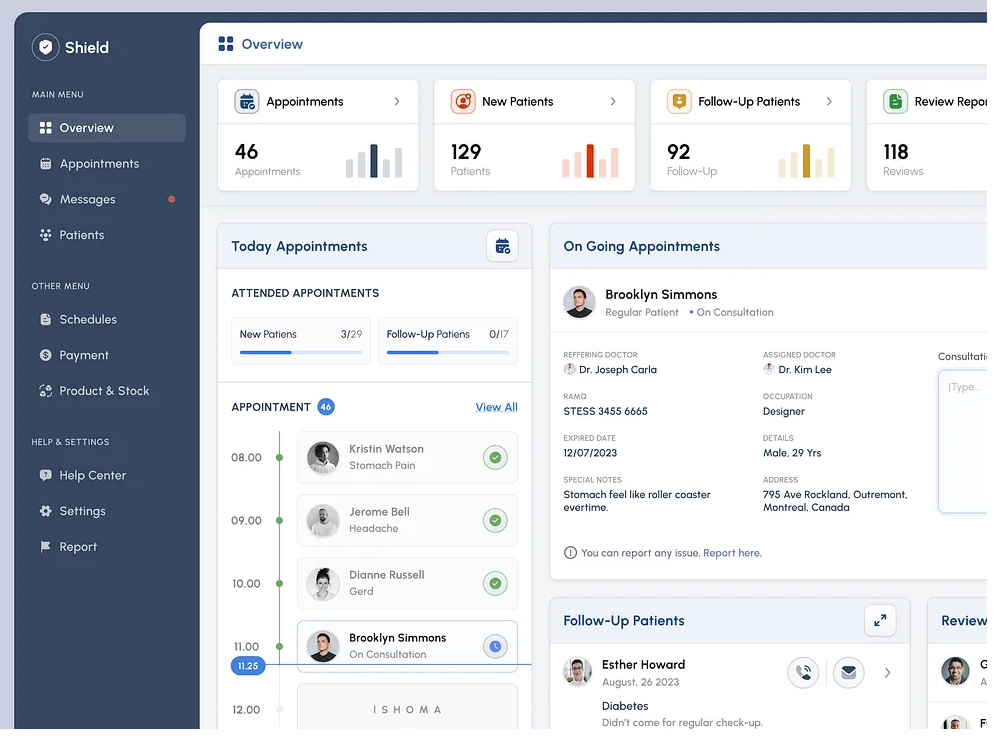 Shield
MAIN MENU
Overview
Appointments
Messages
Patients
OTHER MENU
Schedules
Payment
Product & Stock
HELP & SETTINGS
Help Center
Settings
Report
Overview
Appointments
46
Appointments
New Patients
129
Patients
Follow-Up Patients
92
Follow-Up
Review Repor
118
Reviews
Today Appointments
ATTENDED APPOINTMENTS
New Patiens 3/29
Follow-Up Patiens 0/17
APPOINTMENT 46 View All
08.00
Kristin Watson
Stomach Pain
09.00
Jerome Bell
Headache
10.00
Dianne Russell
Gerd
11.00
Brooklyn Simmons
On Consultation
11.25
12.00
ISHOMA
On Going Appointments
Brooklyn Simmons
Regular Patient • On Consultation
REFFERING DOCTOR
Dr. Joseph Carla
ASSIGNED DOCTOR
Dr. Kim Lee
RAMQ
STESS 3455 6665
OCCUPATION
Designer
EXPIRED DATE
12/07/2023
DETAILS
Male, 29 Yrs
SPECIAL NOTES
Stomach feel like roller coaster
evertime.
ADDRESS
795 Ave Rockland, Outremont,
Montreal, Canada
Consultati
|Type..
You can report any issue. Report here.
Follow-Up Patients
Esther Howard
August, 26 2023
Diabetes
Didn't come for regular check-up.
Review